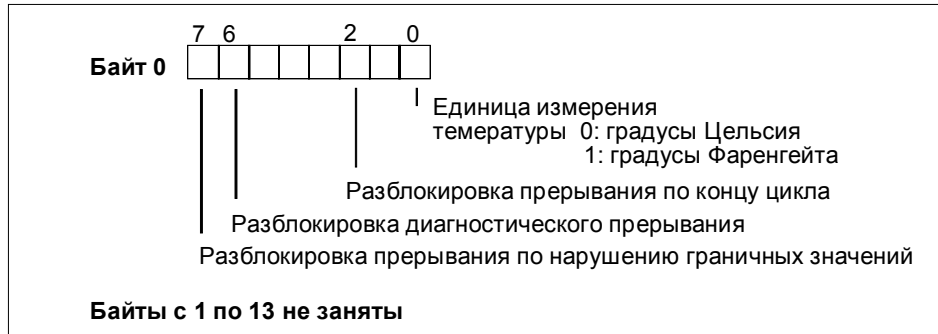 7 6 2 0
Байт 0
Единица измерения
темературы 0: градусы Цельсия
1: градусы Фаренгейта
Разблокировка прерывания по концу цикла
Разблокировка диагностического прерывания
Разблокировка прерывания по нарушению граничных значений
Байты с 1 по 13 не заняты